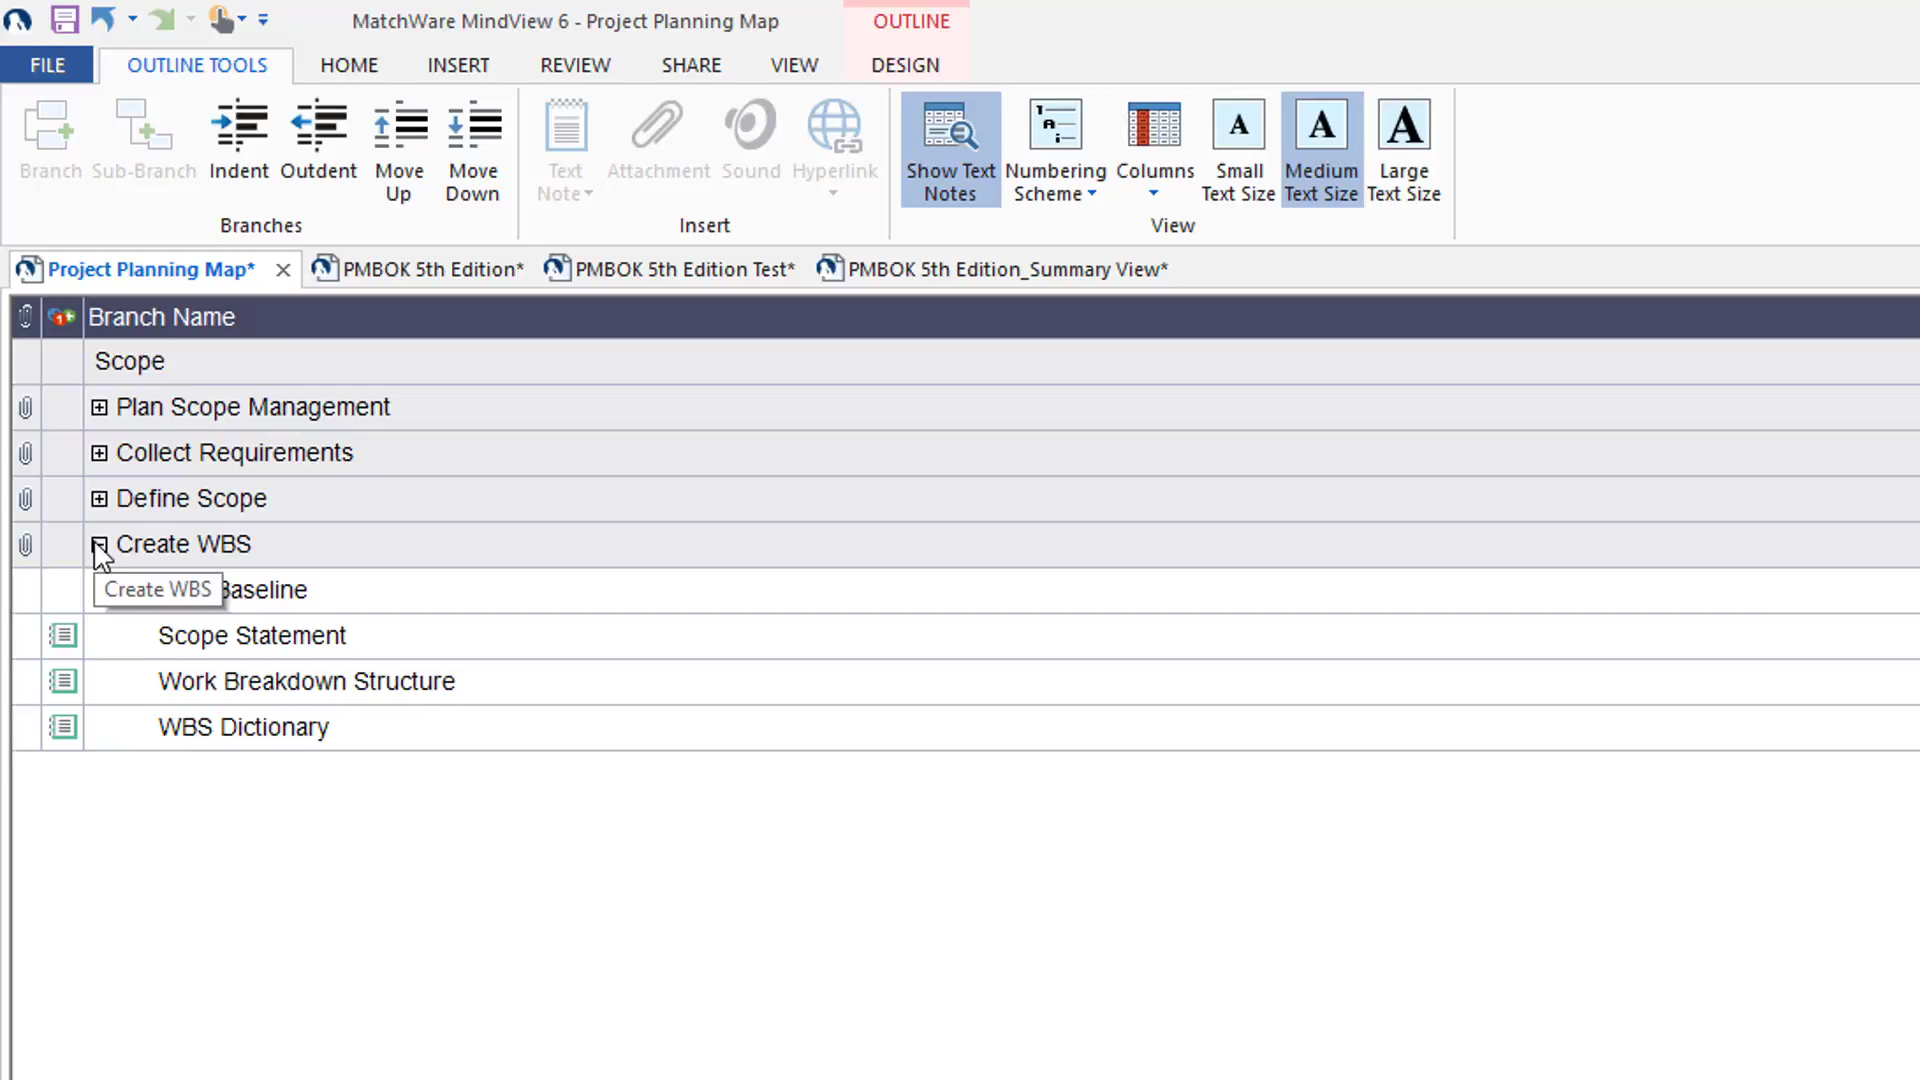 MatchWare MindView 6 - Project Planning Map
OUTLINE
FILE
OUTLINE TOOLS
HOME
INSERT
REVIEW
SHARE
VIEW
DESIGN
Branch
Sub-Branch
Indent
Outdent
Move
Up
Move
Down
Branches
Text
Note
Attachment
Sound
Hyperlink
Insert
Show Text
Notes
Numbering
Scheme
Columns
Small
Text Size
Medium
Text Size
Large
Text Size
View
Project Planning Map*
PMBOK 5th Edition*
PMBOK 5th Edition Test*
PMBOK 5th Edition_Summary View*
Branch Name
Scope
Plan Scope Management
Collect Requirements
Define Scope
Create WBS
Create WBS
Baseline
Scope Statement
Work Breakdown Structure
WBS Dictionary